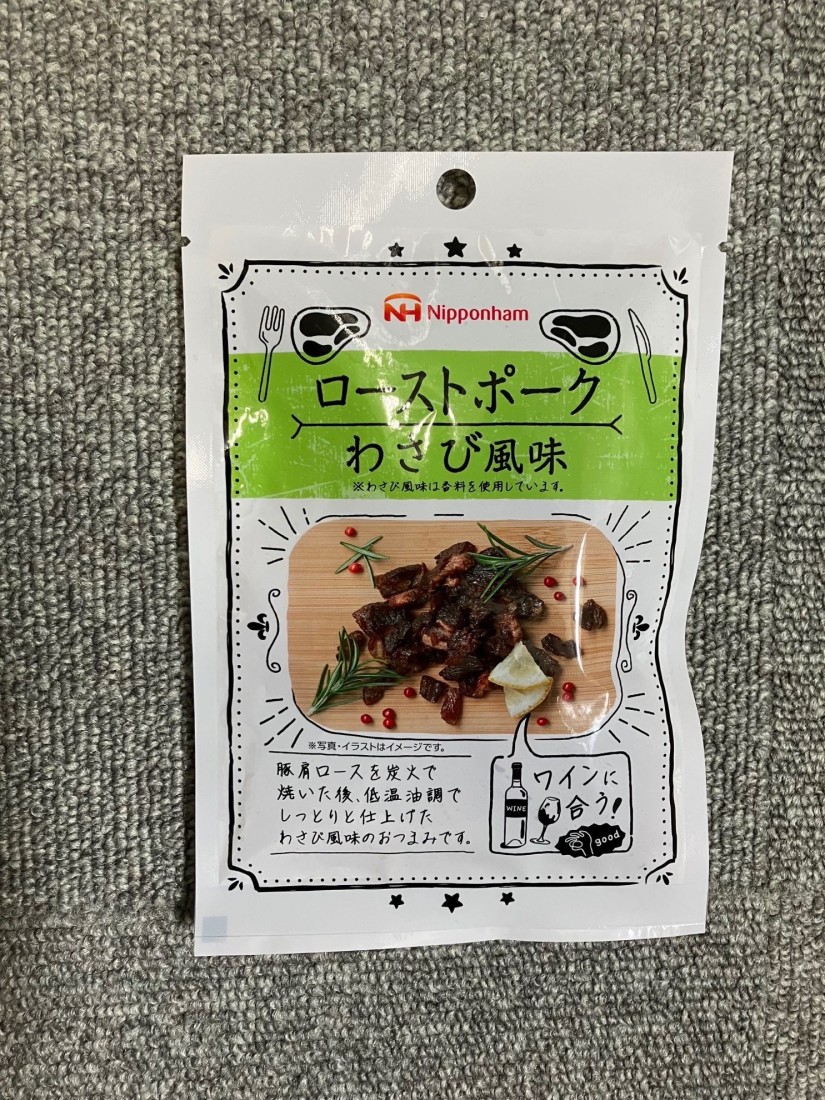 NH Nipponham
ローストポーク
わさび風味
※わさび風味は香料を使用しています。
※写真・イラストはイメージです。
豚肩ロースを炭火で
焼いた後、低温油調で
しっとりと仕上げた
わさび風味のおつまみです。
ワインに
合う!
WINE
good